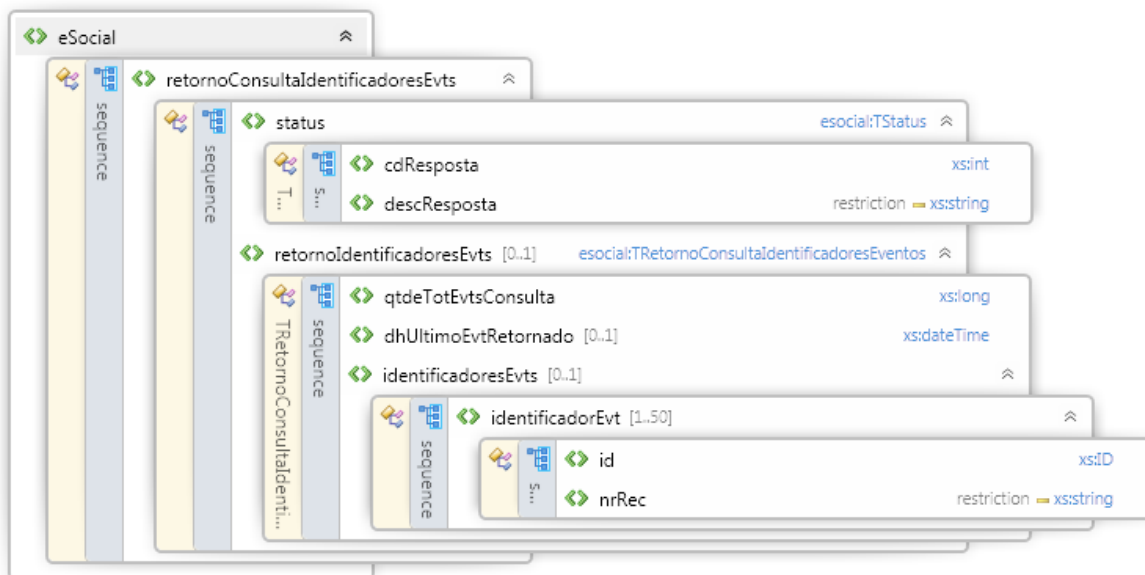 eSocial
sequence
retornoConsultaIdentificadoresEvts
sequence
status esocial:TStatus
T...
s...
cdResposta xs:int
descResposta restriction xs:string
retornoIdentificadoresEvts [0..1] esocial:TRetornoConsultaIdentificadoresEventos
TRetornoConsultaIdenti...
sequence
qtdeTotEvtsConsulta xs:long
dhUltimoEvtRetornado [0..1] xs:dateTime
identificadoresEvts [0..1]
sequence
identificadorEvt [1..50]
s...
id xs:ID
nrRec restriction xs:string